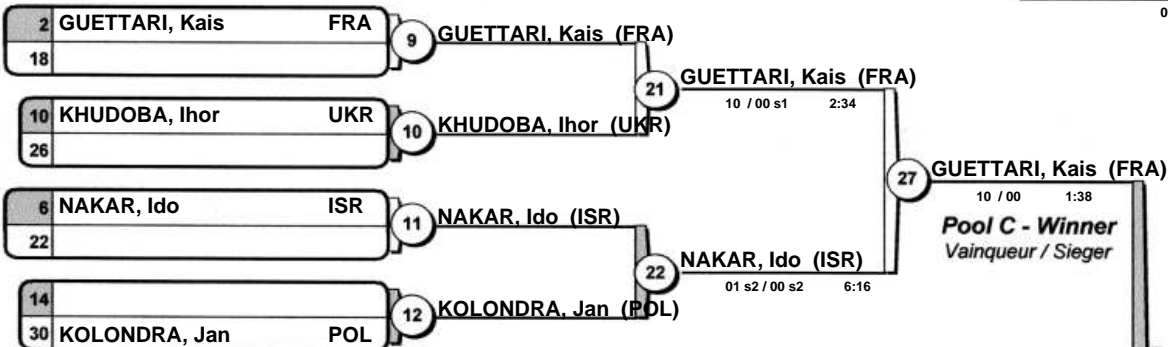 0
2 GUETTARI, Kais FRA
18
9
GUETTARI, Kais (FRA)
10 KHUDOBA, Ihor UKR
26
10
KHUDOBA, Ihor (UKR)
21
GUETTARI, Kais (FRA)
10 / 00 s1 2:34
6 NAKAR, Ido ISR
22
11
NAKAR, Ido (ISR)
14
30 KOLONDRA, Jan POL
12
KOLONDRA, Jan (POL)
22
NAKAR, Ido (ISR)
01 s2 / 00 s2 6:16
27
GUETTARI, Kais (FRA)
10 / 00 1:38
Pool C - Winner
Vainqueur / Sieger